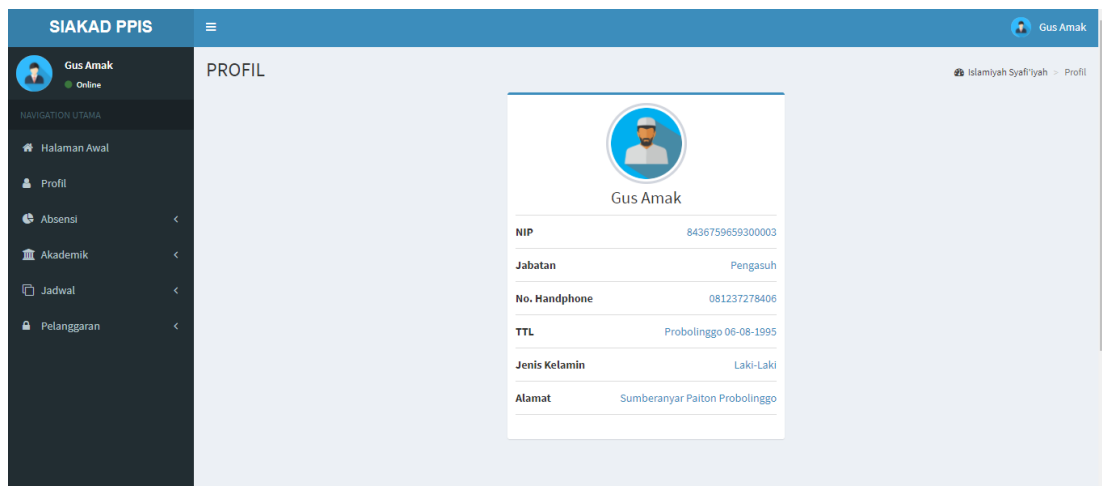 SIAKAD PPIS
Gus Amak
Gus Amak
Online
NAVIGATION UTAMA
Halaman Awal
Profil
Absensi
Akademik
Jadwal
Pelanggaran
PROFIL
Islamiyah Syafi'iyah > Profil
Gus Amak
NIP 8436759659300003
Jabatan Pengasuh
No. Handphone 081237278406
TTL Probolinggo 06-08-1995
Jenis Kelamin Laki-Laki
Alamat Sumberanyar Paiton Probolinggo